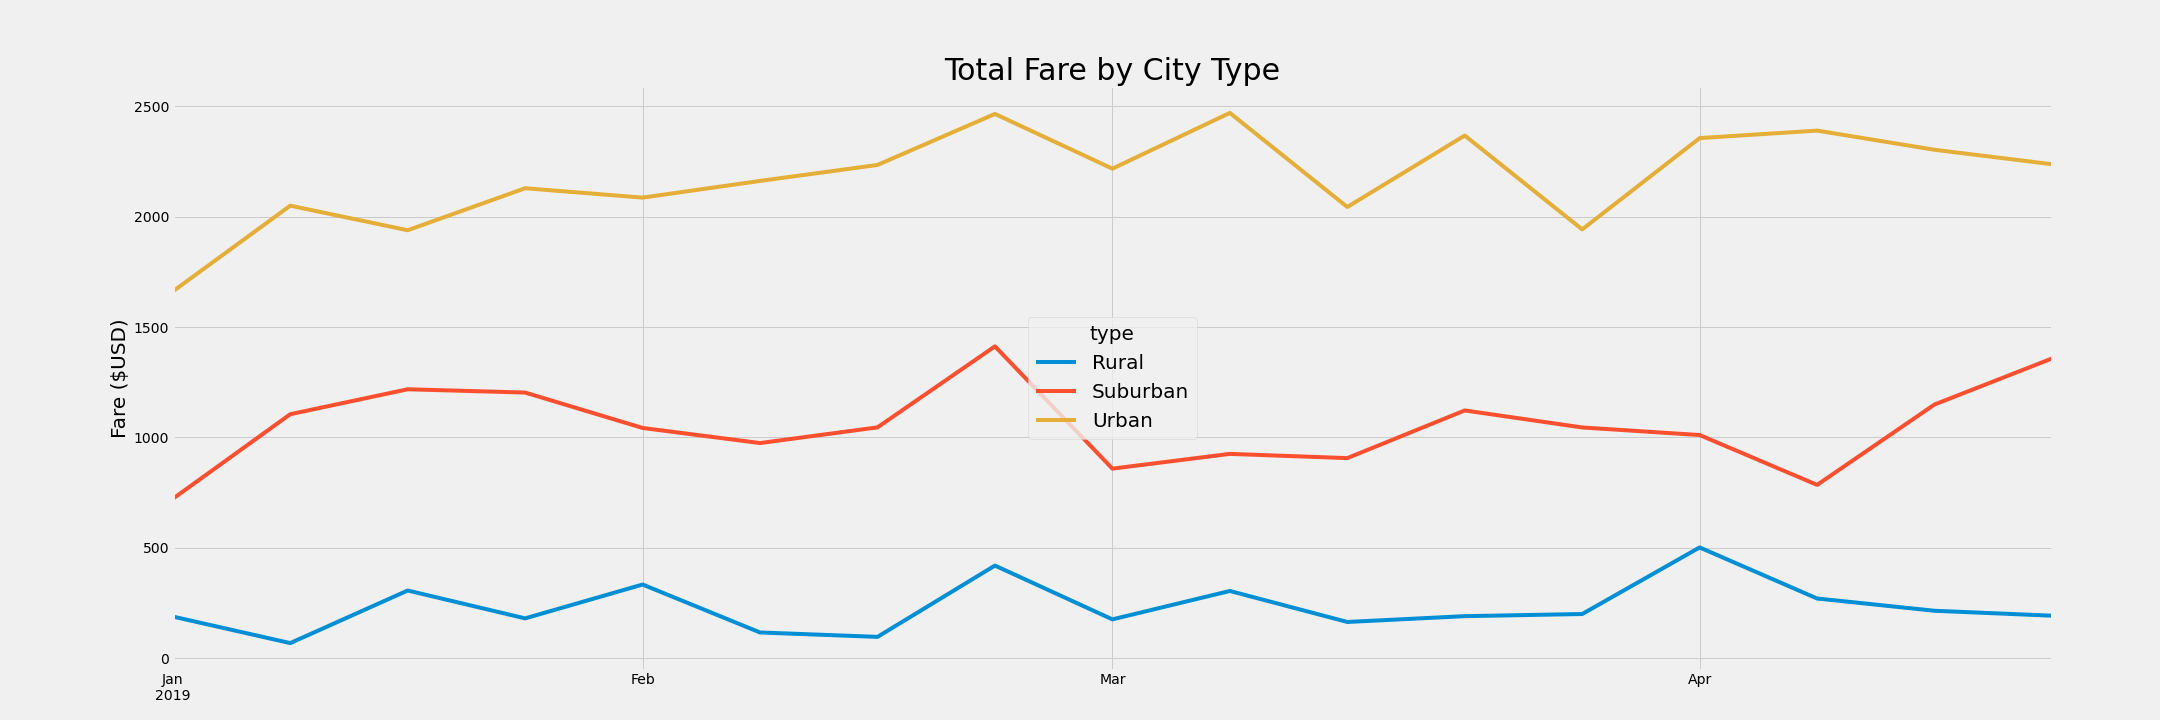 Total Fare by City Type
Fare ($USD)
2500
2000
1500
1000
500
0
type
Rural
Suburban
Urban
Jan
2019
Feb
Mar
Apr